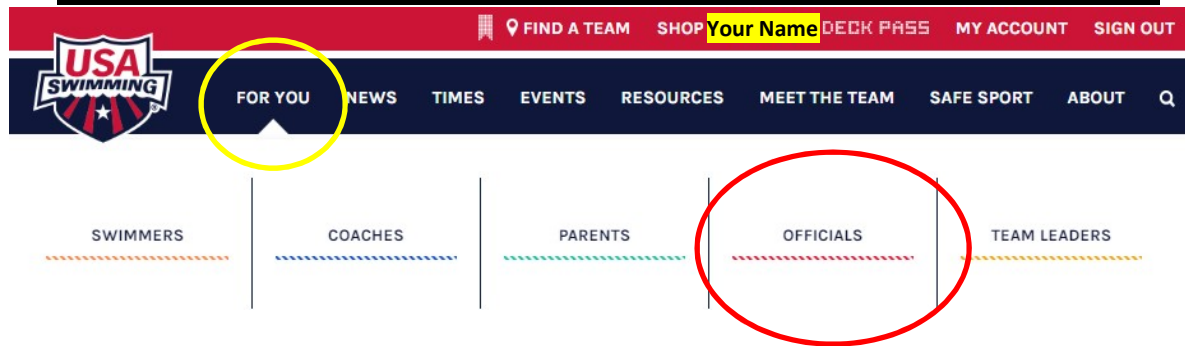 FIND A TEAM SHOP Your Name DECK PASS MY ACCOUNT SIGN OUT
USA
SWIMMING
FOR YOU NEWS TIMES EVENTS RESOURCES MEET THE TEAM SAFE SPORT ABOUT
SWIMMERS COACHES PARENTS OFFICIALS TEAM LEADERS